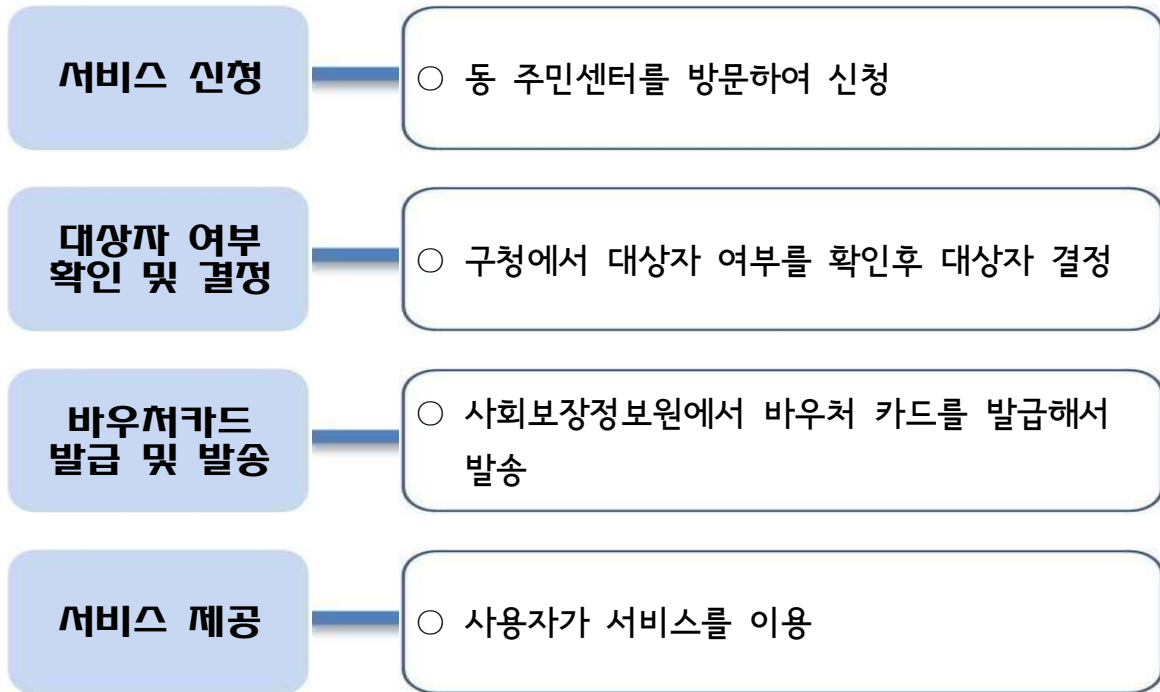 서비스 신청
○ 동 주민센터를 방문하여 신청
대상자 여부
확인 및 결정
○ 구청에서 대상자 여부를 확인후 대상자 결정
바우처카드
발급 및 발송
○ 사회보장정보원에서 바우처 카드를 발급해서
발송
서비스 제공
○ 사용자가 서비스를 이용